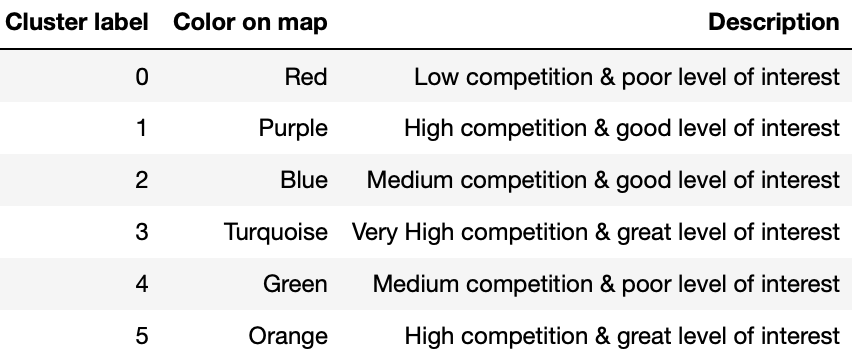 Cluster label Color on map Description
0 Red Low competition & poor level of interest
1 Purple High competition & good level of interest
2 Blue Medium competition & good level of interest
3 Turquoise Very High competition & great level of interest
4 Green Medium competition & poor level of interest
5 Orange High competition & great level of interest